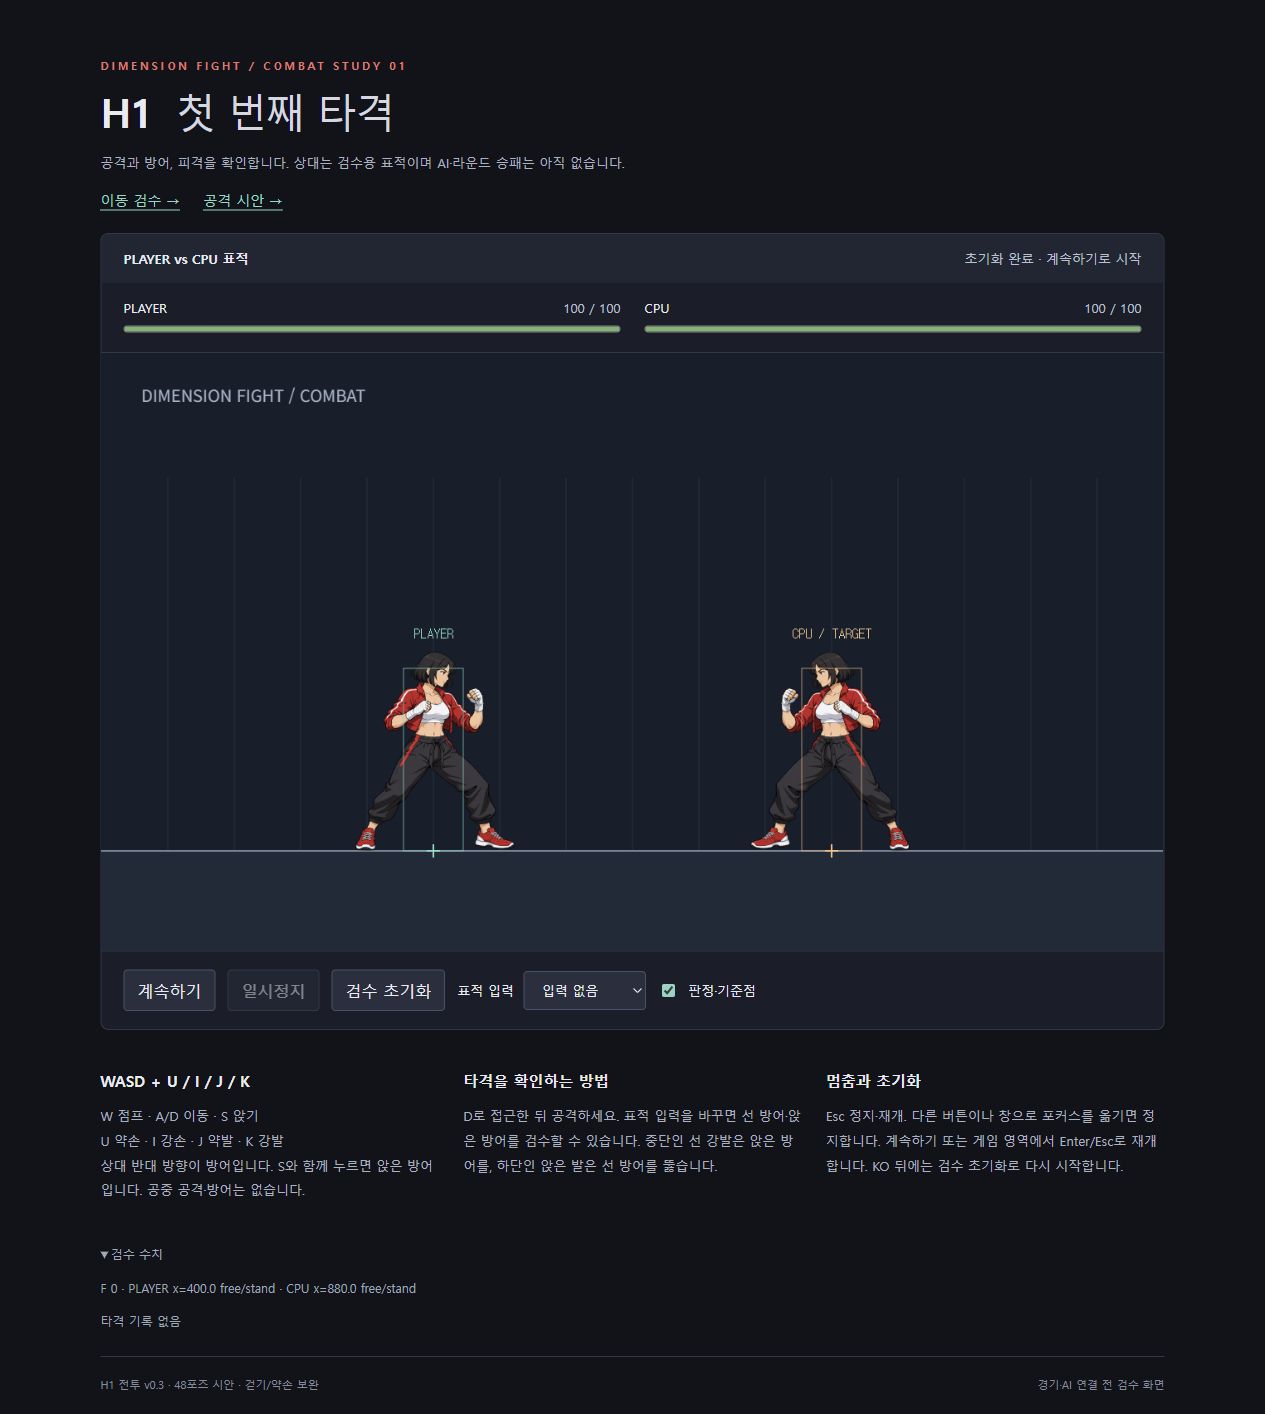 DIMENSION FIGHT / COMBAT STUDY 01
H1 첫 번째 타격
공격과 방어, 피격을 확인합니다. 상대는 검수용 표적이며 AI·라운드 승패는 아직 없습니다.
이동 검수 → 공격 시안 →
PLAYER vs CPU 표적 초기화 완료 · 계속하기로 시작
PLAYER 100 / 100 CPU 100 / 100
DIMENSION FIGHT / COMBAT
PLAYER CPU / TARGET
계속하기 일시정지 검수 초기화 표적 입력 입력 없음 판정·기준점
WASD + U / I / J / K
W 점프 · A/D 이동 · S 앉기
U 약손 · I 강손 · J 약발 · K 강발
상대 반대 방향이 방어입니다. S와 함께 누르면 앉은 방어
입니다. 공중 공격·방어는 없습니다.
타격을 확인하는 방법
D로 접근한 뒤 공격하세요. 표적 입력을 바꾸면 선 방어·앉
은 방어를 검수할 수 있습니다. 중단인 선 강발은 앉은 방
어를, 하단인 앉은 발은 선 방어를 뚫습니다.
멈춤과 초기화
Esc 정지·재개. 다른 버튼이나 창으로 포커스를 옮기면 정
지합니다. 계속하기 또는 게임 영역에서 Enter/Esc로 재개
합니다. KO 뒤에는 검수 초기화로 다시 시작합니다.
▼검수 수치
F 0 · PLAYER x=400.0 free/stand · CPU x=880.0 free/stand
타격 기록 없음
H1 전투 v0.3 · 48포즈 시안 · 걷기/약손 보완 경기·AI 연결 전 검수 화면